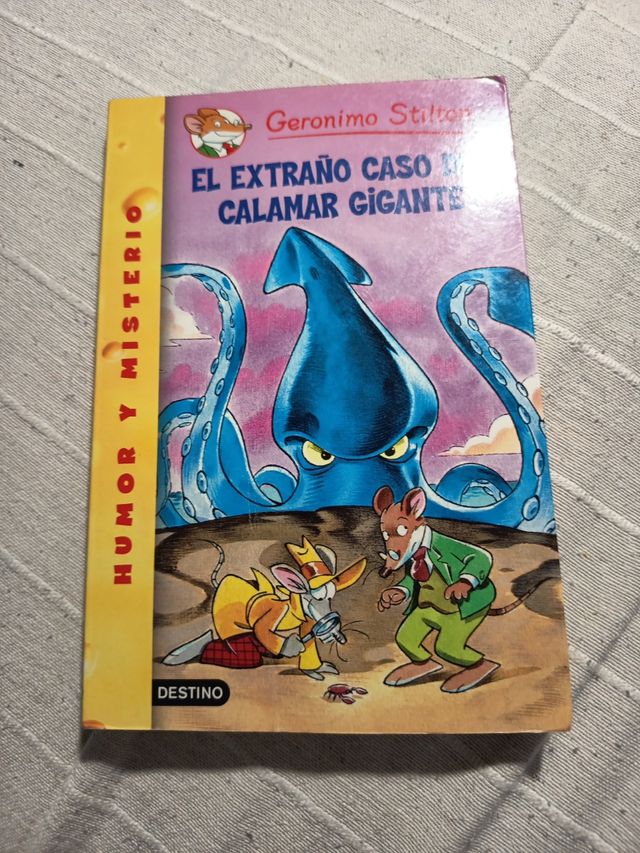 Geronimo Stilton
EL EXTRAÑO CASO
CALAMAR GIGANTE
HUMOR Y MISTERIO
DESTINO